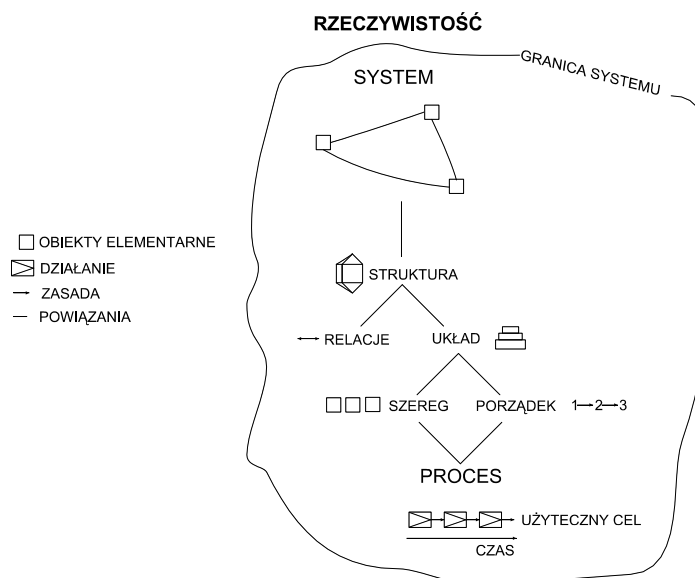 RZECZYWISTOŚĆ
GRANICA SYSTEMU
SYSTEM
OBIEKTY ELEMENTARNE
DZIAŁANIE
ZASADA
POWIĄZANIA
STRUKTURA
RELACJE
UKŁAD
SZEREG
PORZĄDEK
1 2 3
PROCES
UŻYTECZNY CEL
CZAS